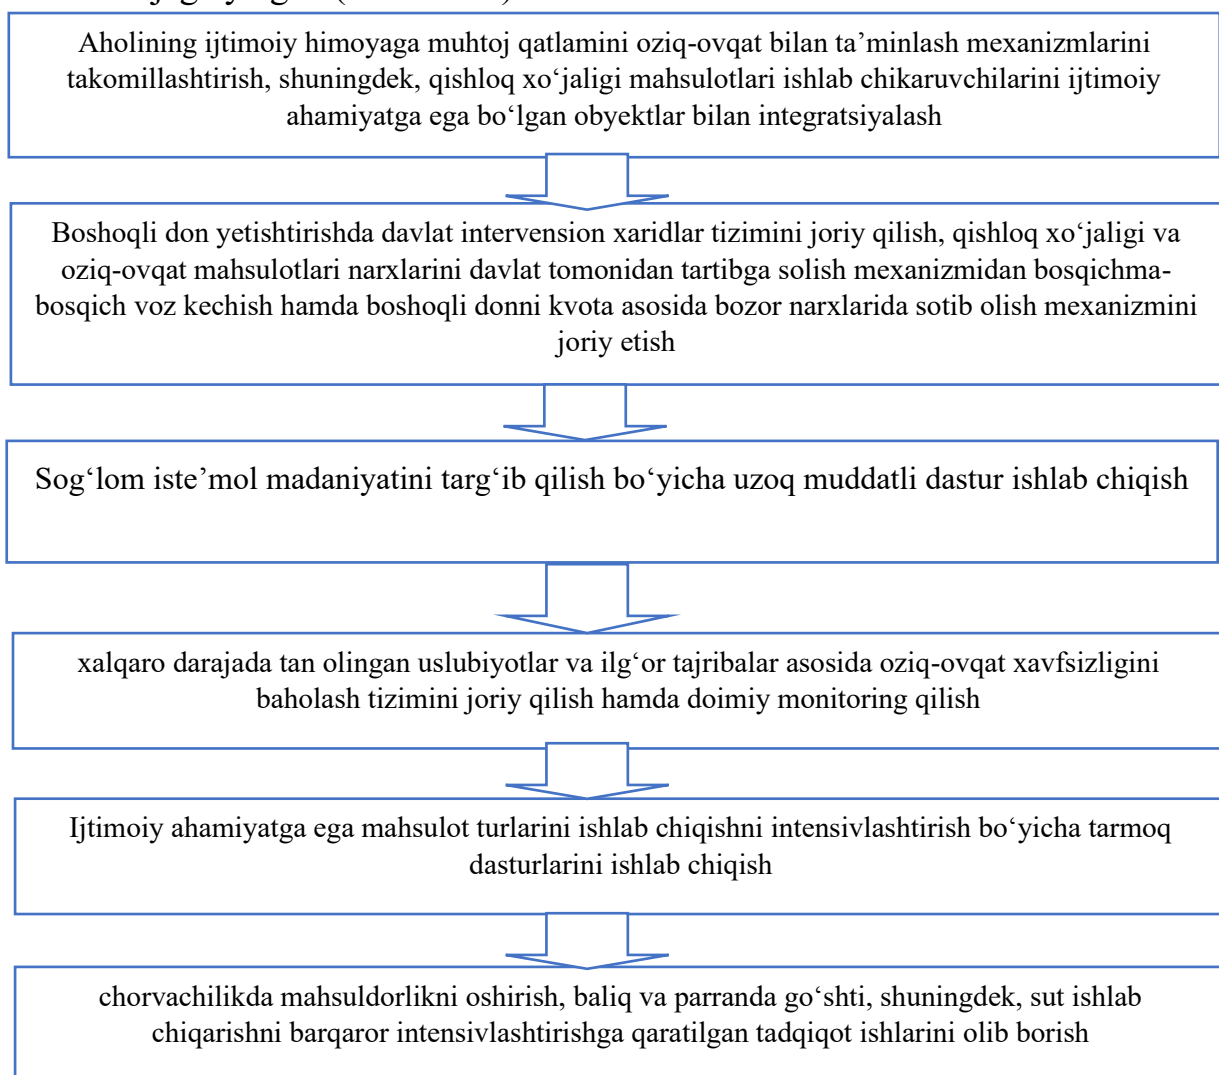 Aholining ijtimoiy himoyaga muhtoj qatlamini oziq-ovqat bilan ta’minlash mexanizmlarini
takomillashtirish, shuningdek, qishloq xo‘jaligi mahsulotlari ishlab chikaruvchilarini ijtimoiy
ahamiyatga ega bo‘lgan obyektlar bilan integratsiyalash
Boshoqli don yetishtirishda davlat intervension xaridlar tizimini joriy qilish, qishloq xo‘jaligi va
oziq-ovqat mahsulotlari narxlarini davlat tomonidan tartibga solish mexanizmidan bosqichma-
bosqich voz kechish hamda boshoqli donni kvota asosida bozor narxlarida sotib olish mexanizmini
joriy etish
Sog‘lom iste’mol madaniyatini targ‘ib qilish bo‘yicha uzoq muddatli dastur ishlab chiqish
xalqaro darajada tan olingan uslubiyotlar va ilg‘or tajribalar asosida oziq-ovqat xavfsizligini
baholash tizimini joriy qilish hamda doimiy monitoring qilish
Ijtimoiy ahamiyatga ega mahsulot turlarini ishlab chiqishni intensivlashtirish bo‘yicha tarmoq
dasturlarini ishlab chiqish
chorvachilikda mahsuldorlikni oshirish, baliq va parranda go‘shti, shuningdek, sut ishlab
chiqarishni barqaror intensivlashtirishga qaratilgan tadqiqot ishlarini olib borish